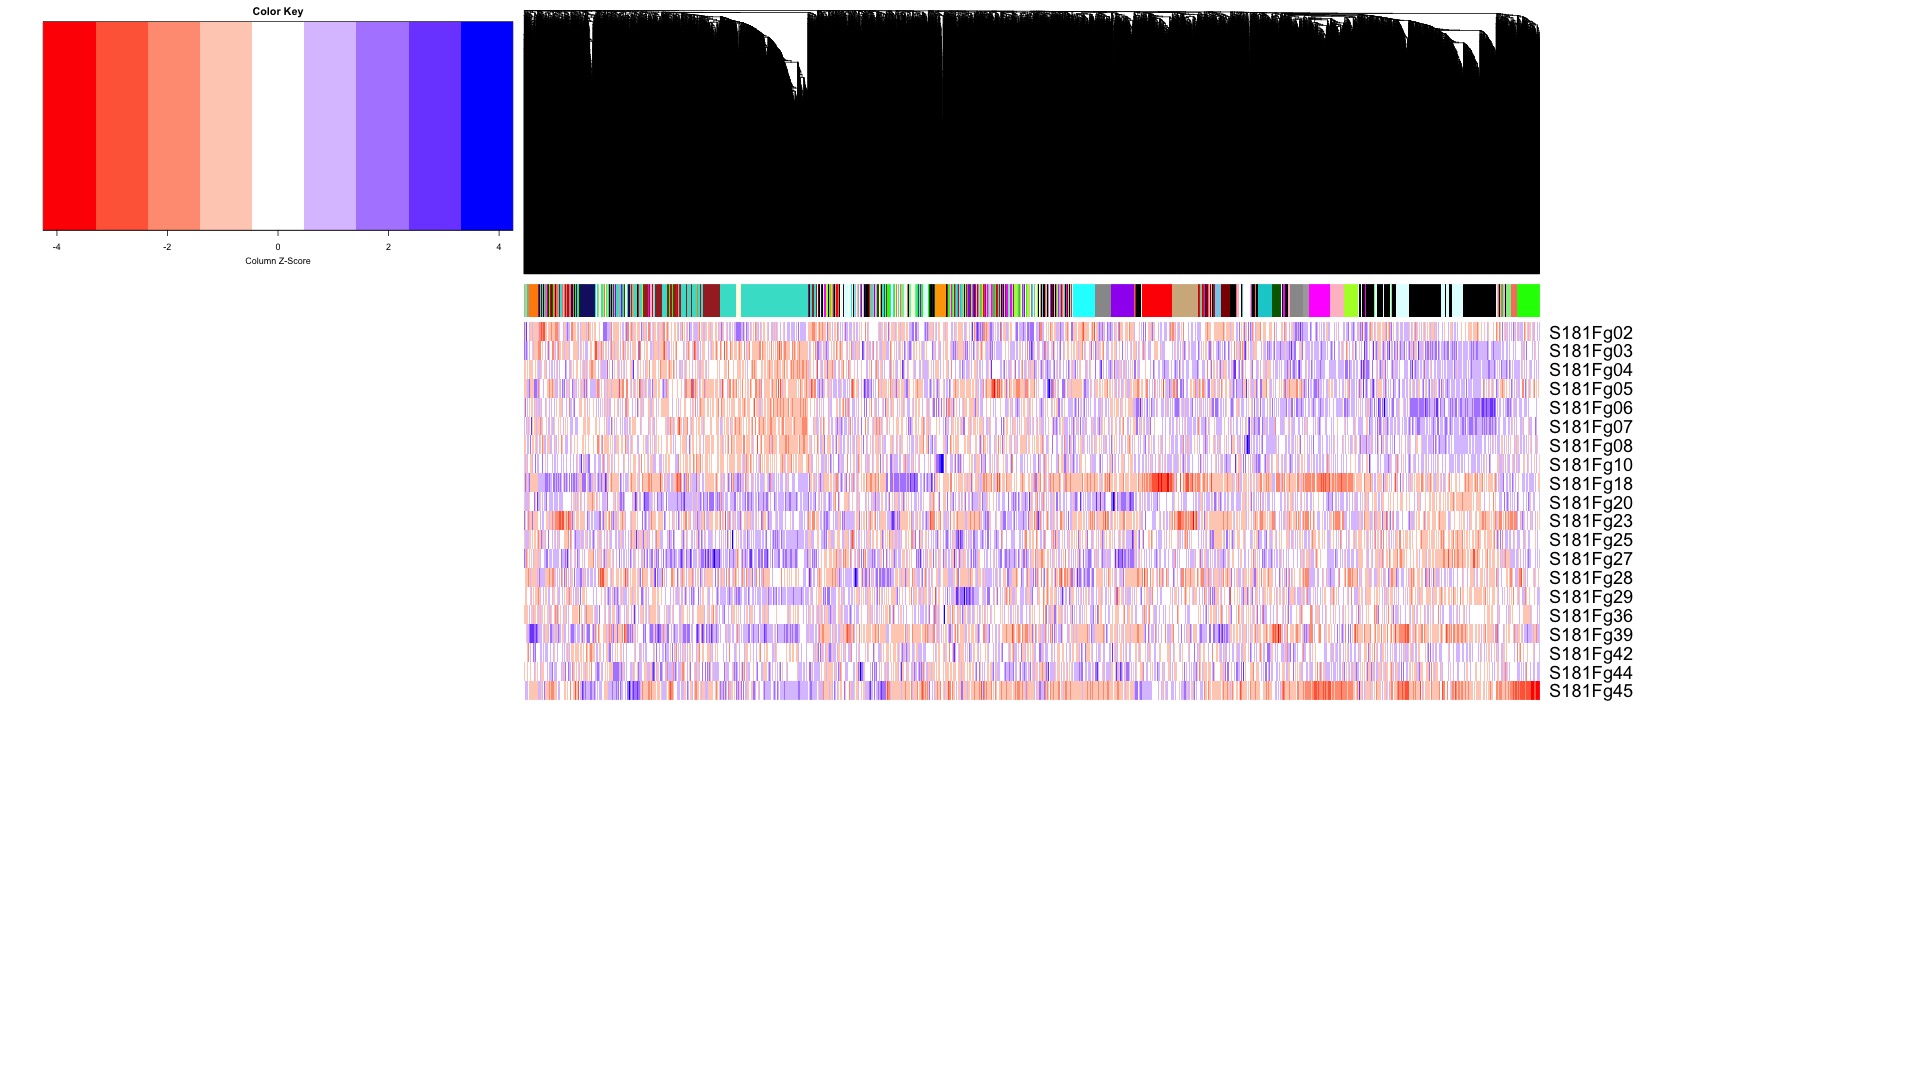 Color Key
-4 -2 0 2 4
Column Z-Score
S181Fg02
S181Fg03
S181Fg04
S181Fg05
S181Fg06
S181Fg07
S181Fg08
S181Fg10
S181Fg18
S181Fg20
S181Fg23
S181Fg25
S181Fg27
S181Fg28
S181Fg29
S181Fg36
S181Fg39
S181Fg42
S181Fg44
S181Fg45